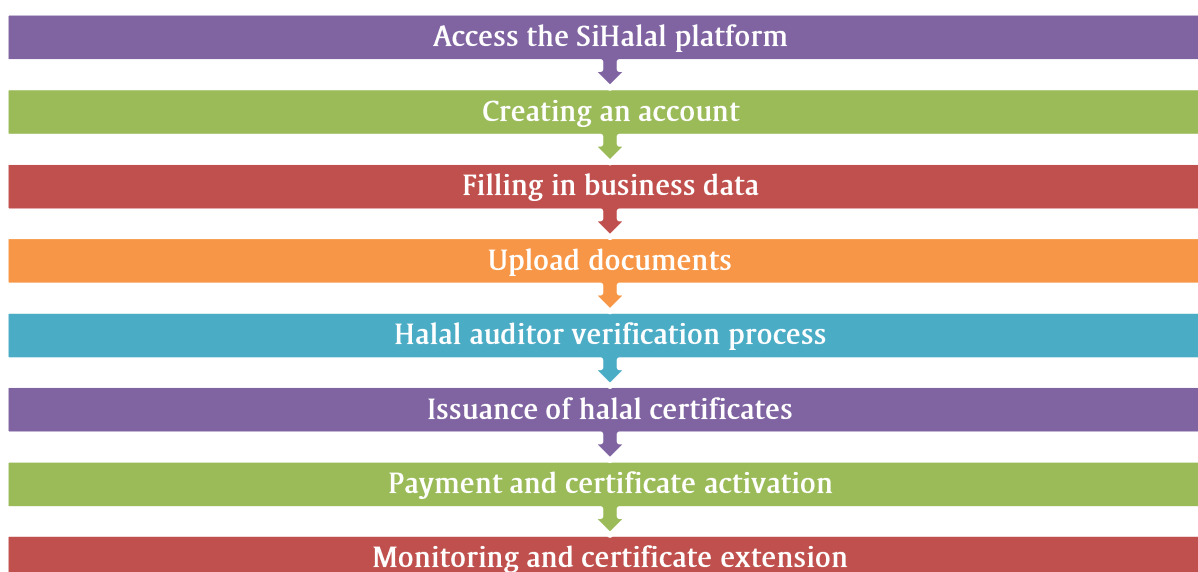 Access the SiHalal platform
Creating an account
Filling in business data
Upload documents
Halal auditor verification process
Issuance of halal certificates
Payment and certificate activation
Monitoring and certificate extension